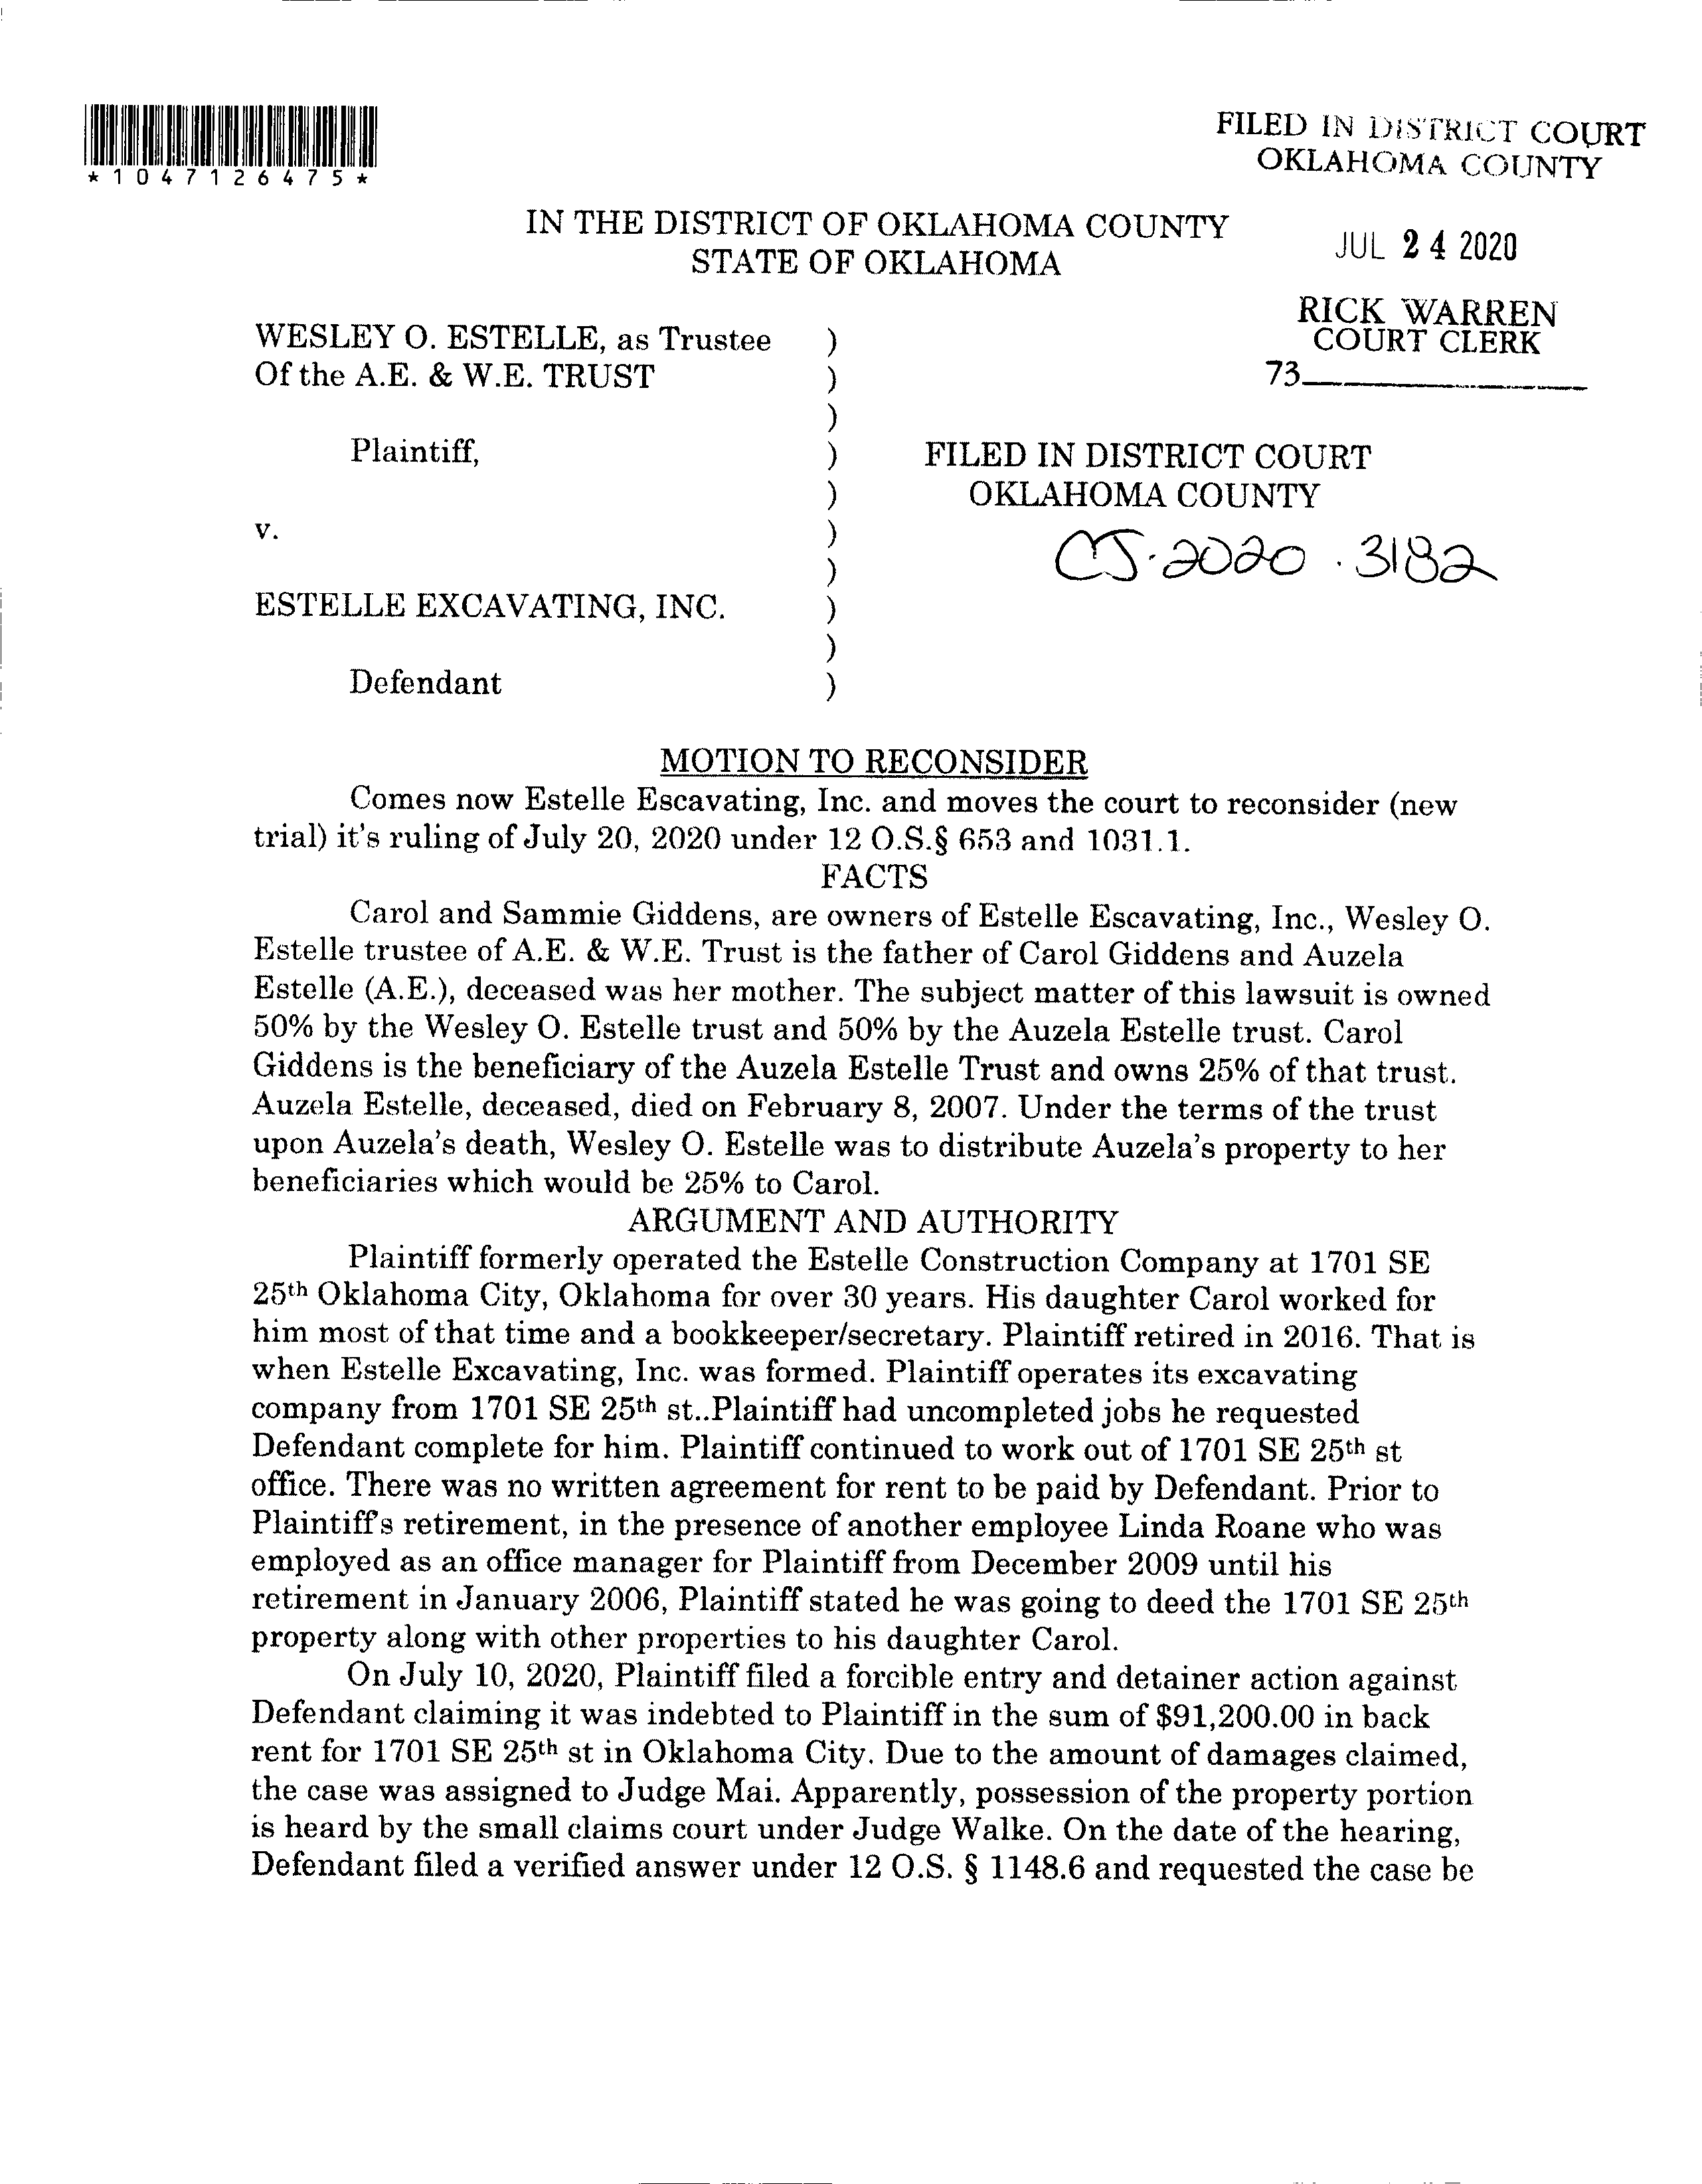 FILED IN DISTRICT COURT
OKLAHOMA COUNTY
*1047126475*
IN THE DISTRICT OF OKLAHOMA COUNTY
STATE OF OKLAHOMA
JUL 24 2020
RICK WARREN
COURT CLERK
73
WESLEY O. ESTELLE, as Trustee )
Of the A.E. & W.E. TRUST )
)
Plaintiff, ) FILED IN DISTRICT COURT
) OKLAHOMA COUNTY
v. )
CJ-2020-3182
)
ESTELLE EXCAVATING, INC. )
)
Defendant )
MOTION TO RECONSIDER
Comes now Estelle Escavating, Inc. and moves the court to reconsider (new
trial) it's ruling of July 20, 2020 under 12 O.S.§ 653 and 1031.1.
FACTS
Carol and Sammie Giddens, are owners of Estelle Escavating, Inc., Wesley O.
Estelle trustee of A.E. & W.E. Trust is the father of Carol Giddens and Auzela
Estelle (A.E.), deceased was her mother. The subject matter of this lawsuit is owned
50% by the Wesley O. Estelle trust and 50% by the Auzela Estelle trust. Carol
Giddens is the beneficiary of the Auzela Estelle Trust and owns 25% of that trust.
Auzela Estelle, deceased, died on February 8, 2007. Under the terms of the trust
upon Auzela's death, Wesley O. Estelle was to distribute Auzela's property to her
beneficiaries which would be 25% to Carol.
ARGUMENT AND AUTHORITY
Plaintiff formerly operated the Estelle Construction Company at 1701 SE
25th Oklahoma City, Oklahoma for over 30 years. His daughter Carol worked for
him most of that time and a bookkeeper/secretary. Plaintiff retired in 2016. That is
when Estelle Excavating, Inc. was formed. Plaintiff operates its excavating
company from 1701 SE 25th st..Plaintiff had uncompleted jobs he requested
Defendant complete for him. Plaintiff continued to work out of 1701 SE 25th st
office. There was no written agreement for rent to be paid by Defendant. Prior to
Plaintiff's retirement, in the presence of another employee Linda Roane who was
employed as an office manager for Plaintiff from December 2009 until his
retirement in January 2006, Plaintiff stated he was going to deed the 1701 SE 25th
property along with other properties to his daughter Carol.
On July 10, 2020, Plaintiff filed a forcible entry and detainer action against
Defendant claiming it was indebted to Plaintiff in the sum of $91,200.00 in back
rent for 1701 SE 25th st in Oklahoma City. Due to the amount of damages claimed,
the case was assigned to Judge Mai. Apparently, possession of the property portion
is heard by the small claims court under Judge Walke. On the date of the hearing,
Defendant filed a verified answer under 12 O.S. § 1148.6 and requested the case be